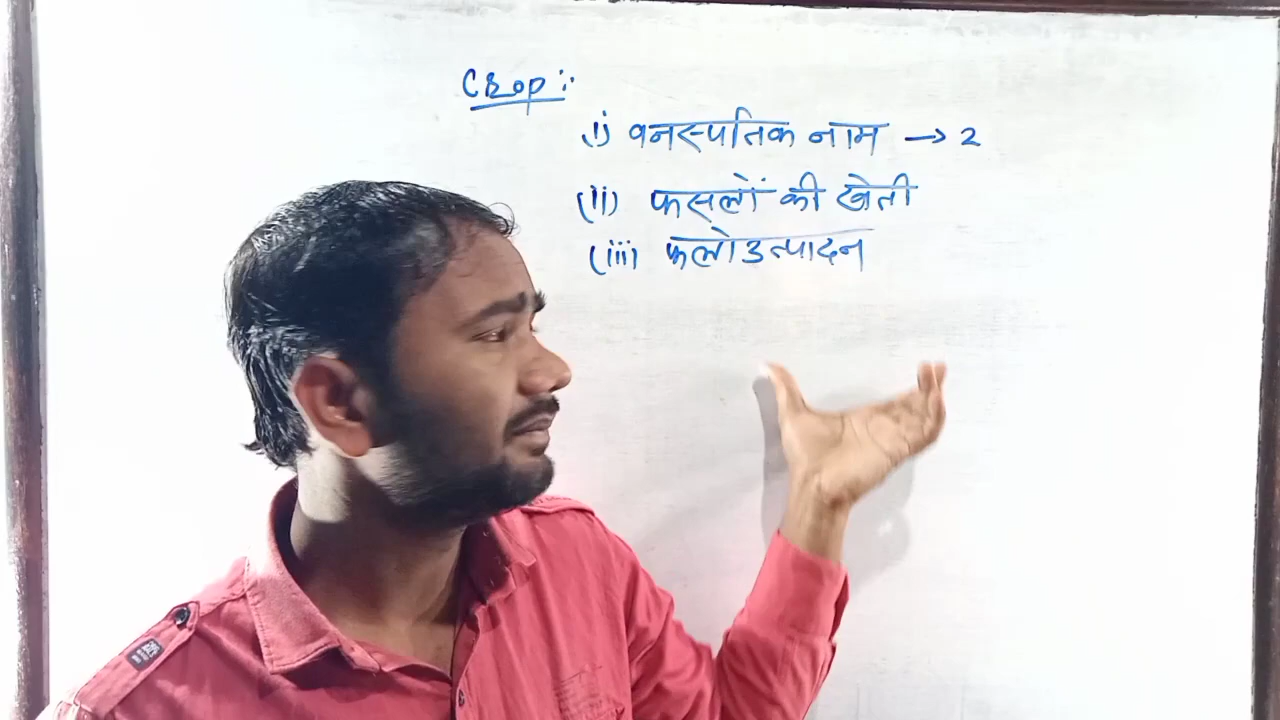 Crop :-
(i) वनस्पतिक नाम → 2
(ii) फसलों की खेती
(iii) फलो उत्पादन